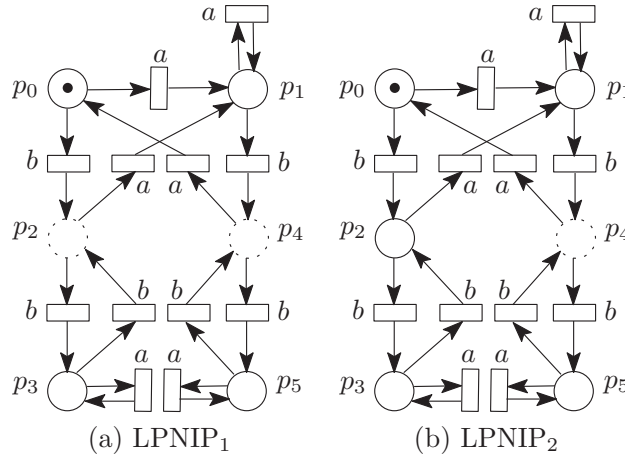 a a
a a
p0 p1 p0 p1
b a a b b a a b
p2 p4 p2 p4
b b b b b b b b
a a a a
p3 p5 p3 p5
(a) LPNIP1 (b) LPNIP2